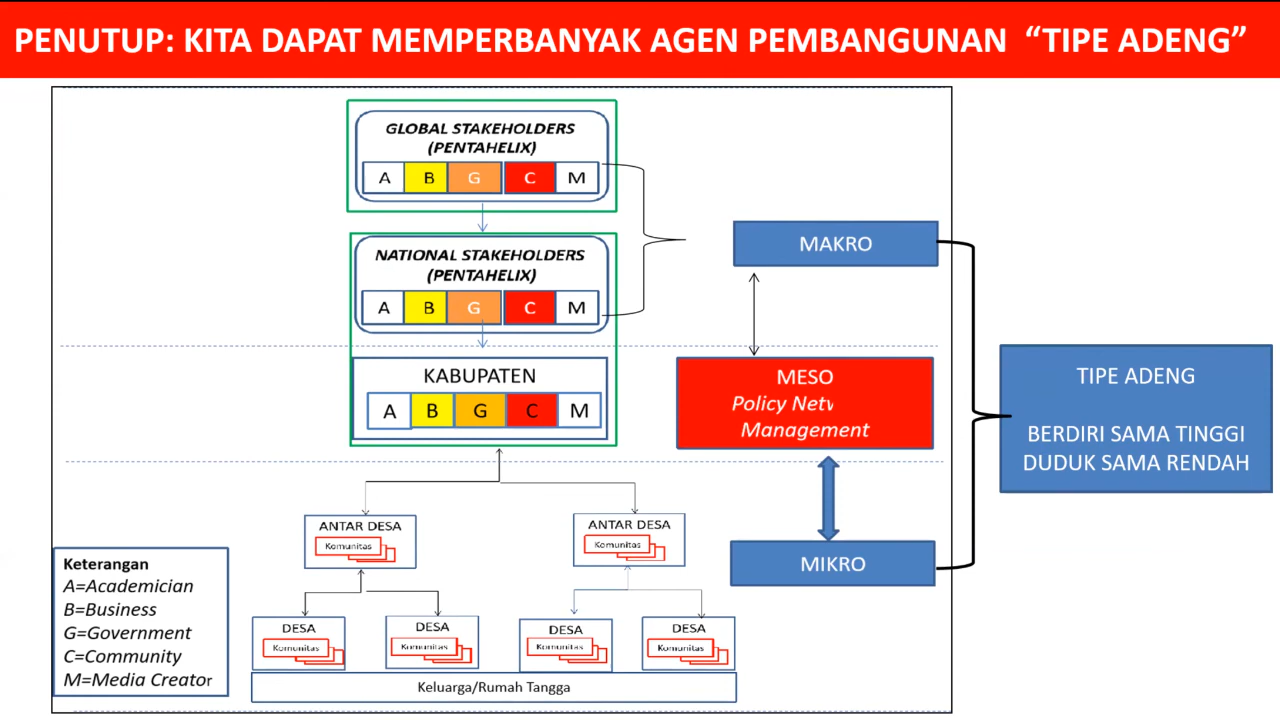 PENUTUP: KITA DAPAT MEMPERBANYAK AGEN PEMBANGUNAN “TIPE ADENG”
GLOBAL STAKEHOLDERS
(PENTAHELIX)
A B G C M
NATIONAL STAKEHOLDERS
(PENTAHELIX)
A B G C M
KABUPATEN
A B G C M
MAKRO
MESO
Policy Netw
Management
MIKRO
TIPE ADENG
BERDIRI SAMA TINGGI
DUDUK SAMA RENDAH
ANTAR DESA
Komunitas
ANTAR DESA
Komunitas
DESA
Komunitas
DESA
Komunitas
DESA
Komunitas
DESA
Komunitas
Keluarga/Rumah Tangga
Keterangan
A=Academician
B=Business
G=Government
C=Community
M=Media Creator